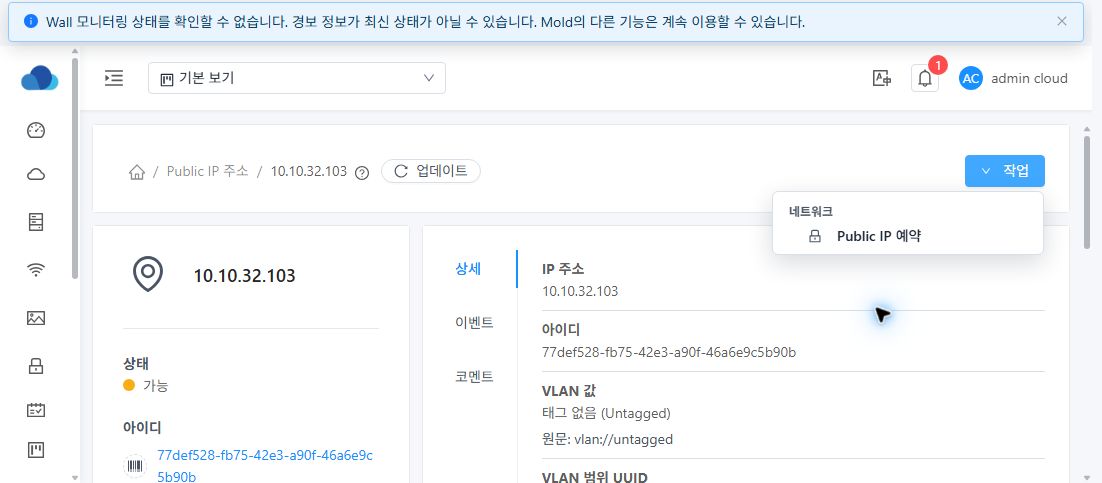 Wall 모니터링 상태를 확인할 수 없습니다. 경보 정보가 최신 상태가 아닐 수 있습니다. Mold의 다른 기능은 계속 이용할 수 있습니다.
기본 보기
1
AC admin cloud
/ Public IP 주소 / 10.10.32.103
업데이트
작업
네트워크
Public IP 예약
10.10.32.103
상태
가능
아이디
77def528-fb75-42e3-a90f-46a6e9c
5b90b
상세
이벤트
코멘트
IP 주소
10.10.32.103
아이디
77def528-fb75-42e3-a90f-46a6e9c5b90b
VLAN 값
태그 없음 (Untagged)
원문: vlan://untagged
VLAN 범위 UUID